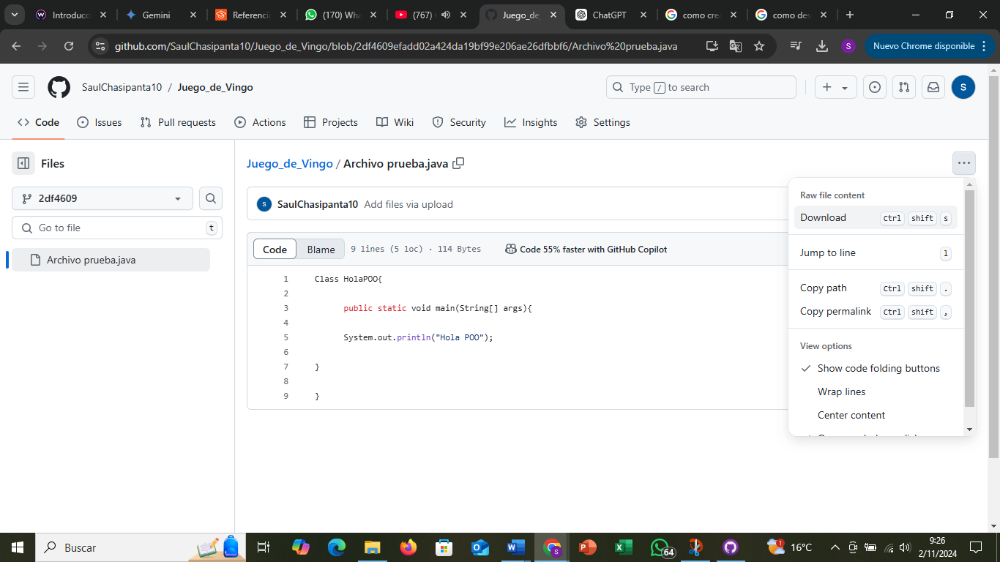 Introducci
Gemini
Referencia
(170) Wha
(767)
Juego_de_
ChatGPT
como cre
como des
github.com/SaulChasipanta10/Juego_de_Vingo/blob/2df4609efadd02a424da19bf99e206ae26dfbbf6/Archivo%20prueba.java
S
Nuevo Chrome disponible
SaulChasipanta10 / Juego_de_Vingo
Type / to search
S
Code
Issues
Pull requests
Actions
Projects
Wiki
Security
Insights
Settings
Files
Juego_de_Vingo / Archivo prueba.java
2df4609
Go to file
t
Archivo prueba.java
S SaulChasipanta10 Add files via upload
Code Blame 9 lines (5 loc) · 114 Bytes Code 55% faster with GitHub Copilot
1 Class HolaPOO{
2
3 public static void main(String[] args){
4
5 System.out.println("Hola POO");
6
7 }
8
9 }
Raw file content
Download Ctrl shift s
Jump to line l
Copy path Ctrl shift .
Copy permalink Ctrl shift ,
View options
Show code folding buttons
Wrap lines
Center content
Buscar
S
64
1
16°C
9:26
2/11/2024